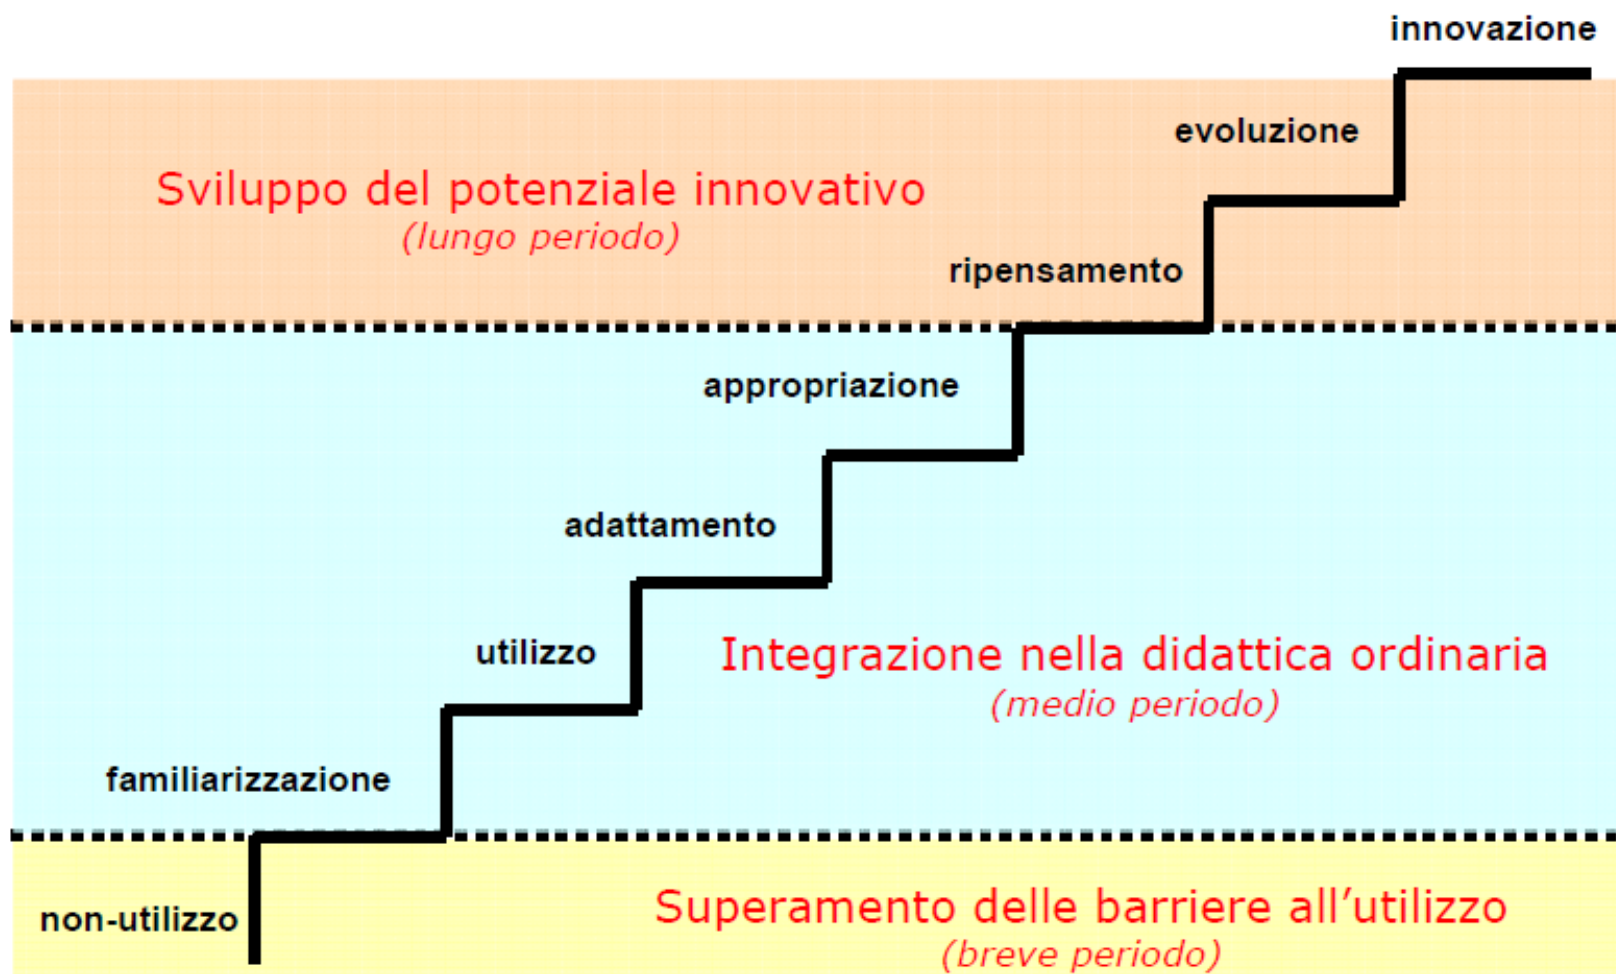 innovazione
evoluzione
Sviluppo del potenziale innovativo
(lungo periodo)
ripensamento
appropriazione
adattamento
utilizzo
Integrazione nella didattica ordinaria
(medio periodo)
familiarizzazione
non-utilizzo
Superamento delle barriere all’utilizzo
(breve periodo)